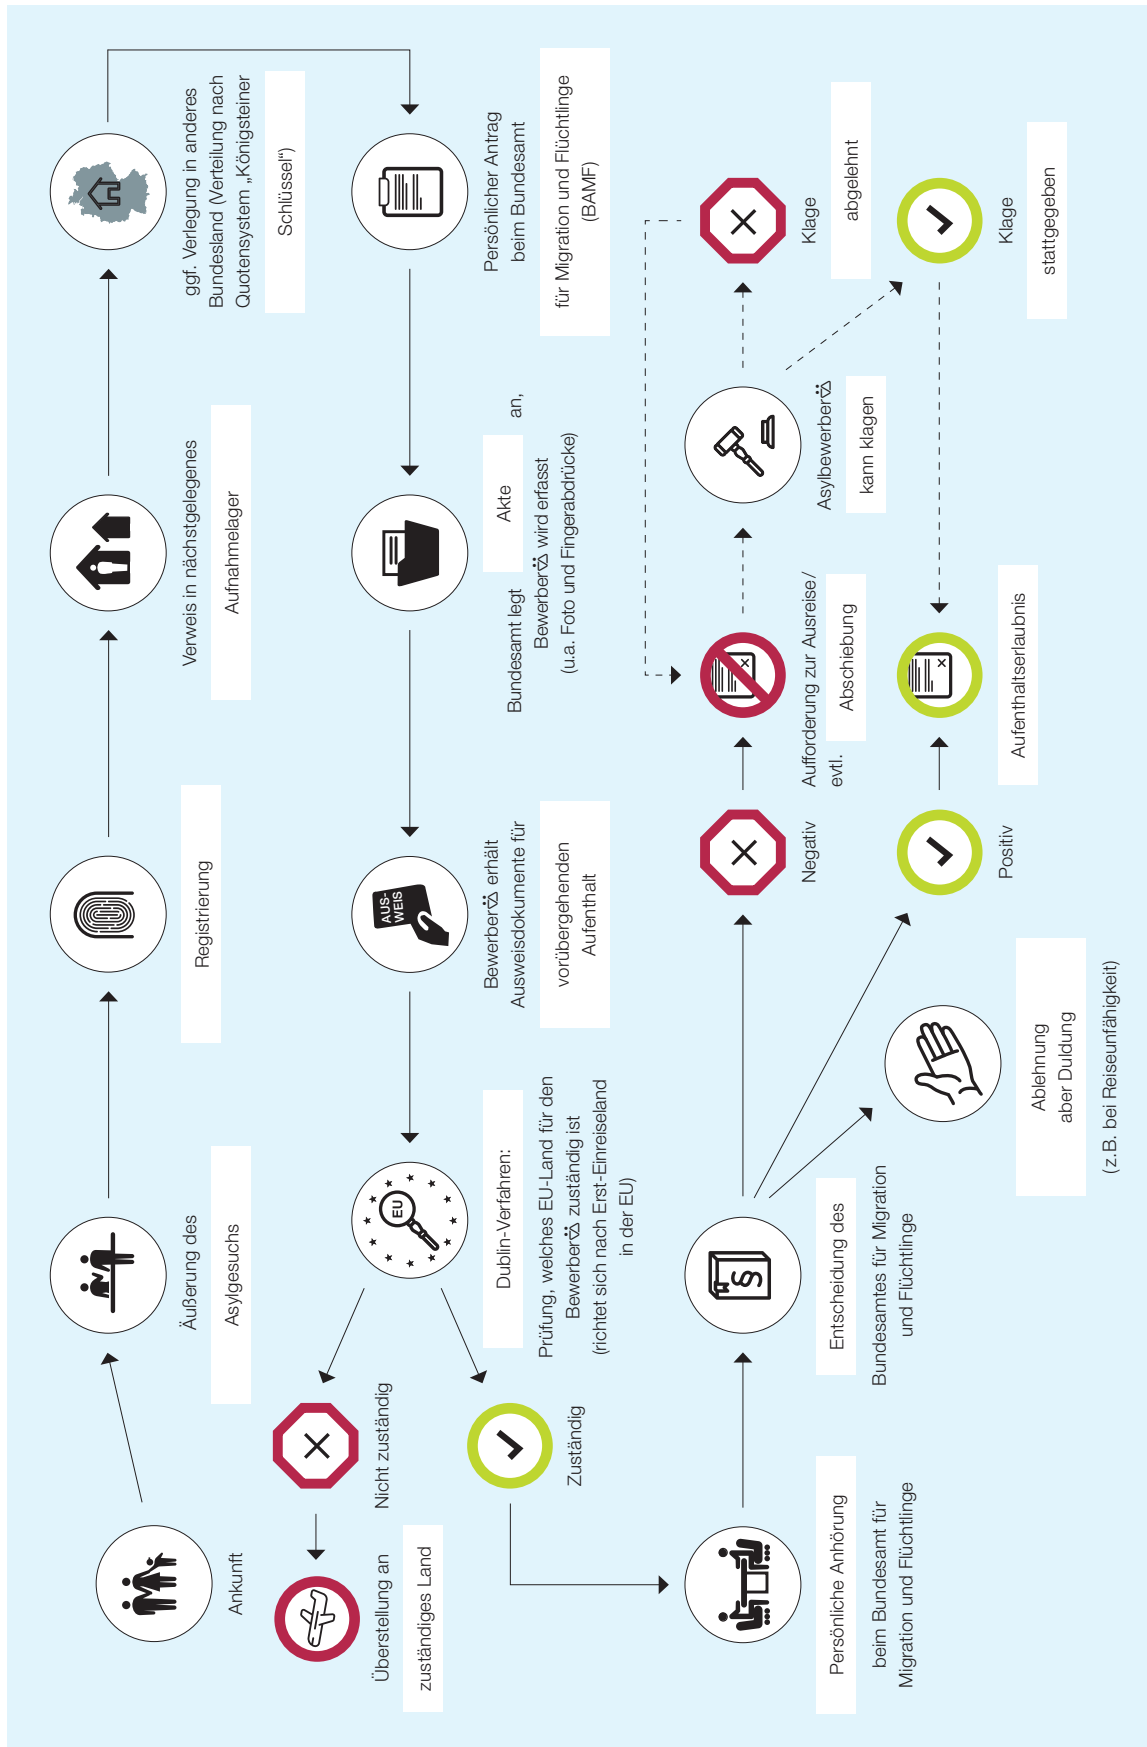 Ankunft
Äußerung des
Asylgesuchs
Registrierung
Verweis in nächstgelegenes
Aufnahmelager
ggf. Verlegung in anderes
Bundesland (Verteilung nach
Quotensystem „Königsteiner
Schlüssel“)
Persönlicher Antrag
beim Bundesamt
für Migration und Flüchtlinge
(BAMF)
Bundesamt legt Akte an,
Bewerber wird erfasst
(u.a. Foto und Fingerabdrücke)
AUS-
WEIS
Bewerber erhält
Ausweisdokumente für
vorübergehenden
Aufenthalt
EU
Dublin-Verfahren:
Prüfung, welches EU-Land für den
Bewerber zuständig ist
(richtet sich nach Erst-Einreiseland
in der EU)
Nicht zuständig
Überstellung an
zuständiges Land
Zuständig
Persönliche Anhörung
beim Bundesamt für
Migration und Flüchtlinge
§
Entscheidung des
Bundesamtes für Migration
und Flüchtlinge
Negativ
Aufforderung zur Ausreise/
evtl. Abschiebung
Asylbewerber
kann klagen
Klage
abgelehnt
Klage
stattgegeben
Positiv
Aufenthaltserlaubnis
Ablehnung
aber Duldung
(z.B. bei Reiseunfähigkeit)